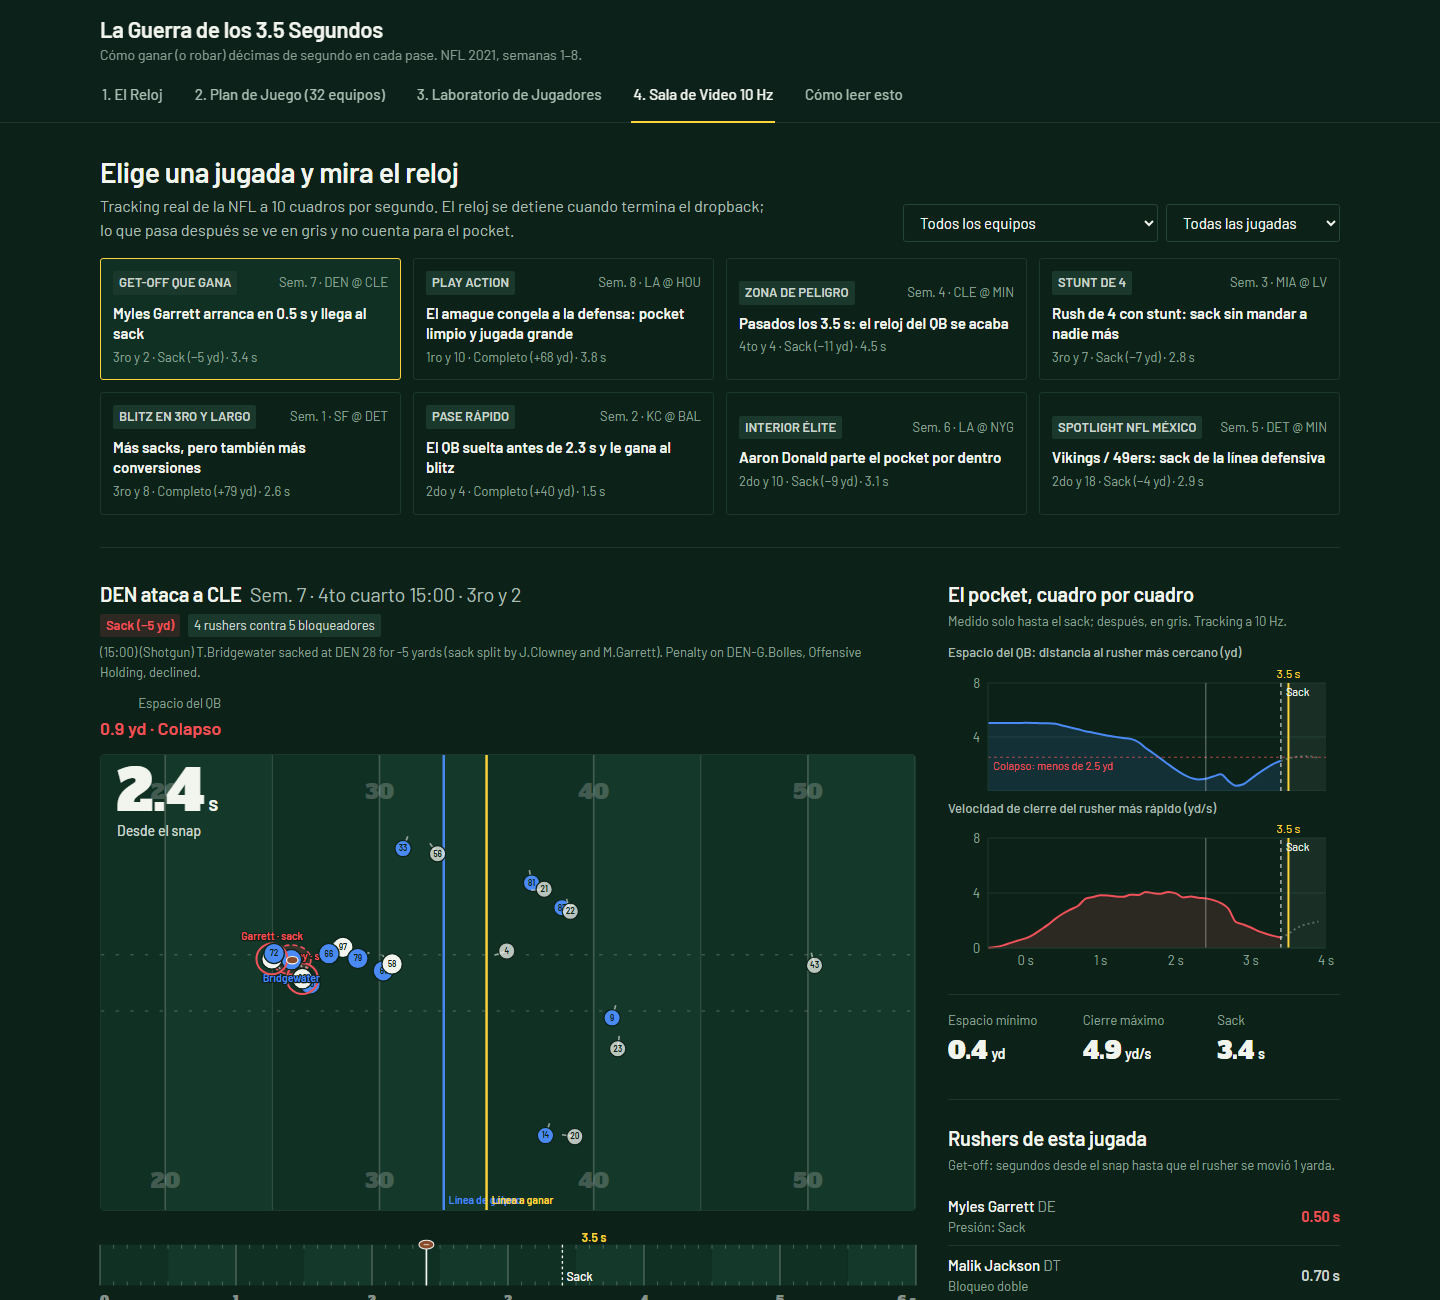 La Guerra de los 3.5 Segundos
Cómo ganar (o robar) décimas de segundo en cada pase. NFL 2021, semanas 1–8.
1. El Reloj
2. Plan de Juego (32 equipos)
3. Laboratorio de Jugadores
4. Sala de Video 10 Hz
Cómo leer esto
Elige una jugada y mira el reloj
Tracking real de la NFL a 10 cuadros por segundo. El reloj se detiene cuando termina el dropback;
lo que pasa después se ve en gris y no cuenta para el pocket.
Todos los equipos
Todas las jugadas
GET-OFF QUE GANA
Sem. 7 · DEN @ CLE
Myles Garrett arranca en 0.5 s y llega al
sack
3ro y 2 · Sack (−5 yd) · 3.4 s
PLAY ACTION
Sem. 8 · LA @ HOU
El amague congela a la defensa: pocket
limpio y jugada grande
1ro y 10 · Completo (+68 yd) · 3.8 s
ZONA DE PELIGRO
Sem. 4 · CLE @ MIN
Pasados los 3.5 s: el reloj del QB se acaba
4to y 4 · Sack (−11 yd) · 4.5 s
STUNT DE 4
Sem. 3 · MIA @ LV
Rush de 4 con stunt: sack sin mandar a
nadie más
3ro y 7 · Sack (−7 yd) · 2.8 s
BLITZ EN 3RO Y LARGO
Sem. 1 · SF @ DET
Más sacks, pero también más
conversiones
3ro y 8 · Completo (+79 yd) · 2.6 s
PASE RÁPIDO
Sem. 2 · KC @ BAL
El QB suelta antes de 2.3 s y le gana al
blitz
2do y 4 · Completo (+40 yd) · 1.5 s
INTERIOR ÉLITE
Sem. 6 · LA @ NYG
Aaron Donald parte el pocket por dentro
2do y 10 · Sack (−9 yd) · 3.1 s
SPOTLIGHT NFL MÉXICO
Sem. 5 · DET @ MIN
Vikings / 49ers: sack de la línea defensiva
2do y 18 · Sack (−4 yd) · 2.9 s
DEN ataca a CLE Sem. 7 · 4to cuarto 15:00 · 3ro y 2
Sack (−5 yd)
4 rushers contra 5 bloqueadores
(15:00) (Shotgun) T.Bridgewater sacked at DEN 28 for -5 yards (sack split by J.Clowney and M.Garrett). Penalty on DEN-G.Bolles, Offensive
Holding, declined.
Espacio del QB
0.9 yd · Colapso
2.4 s
Desde el snap
30
40
50
33
56
81
21
22
4
43
Garrett · sack
72
66
97
79
58
Bridgewater
9
23
14
20
20
30
40
50
Línea de
Línea a ganar
3.5 s
Sack
El pocket, cuadro por cuadro
Medido solo hasta el sack; después, en gris. Tracking a 10 Hz.
Espacio del QB: distancia al rusher más cercano (yd)
3.5 s
8
Sack
4
Colapso: menos de 2.5 yd
Velocidad de cierre del rusher más rápido (yd/s)
3.5 s
8
Sack
4
0
0 s
1 s
2 s
3 s
4 s
Espacio mínimo
0.4 yd
Cierre máximo
4.9 yd/s
Sack
3.4 s
Rushers de esta jugada
Get-off: segundos desde el snap hasta que el rusher se movió 1 yarda.
Myles Garrett DE
Presión: Sack
0.50 s
Malik Jackson DT
Bloqueo doble
0.70 s